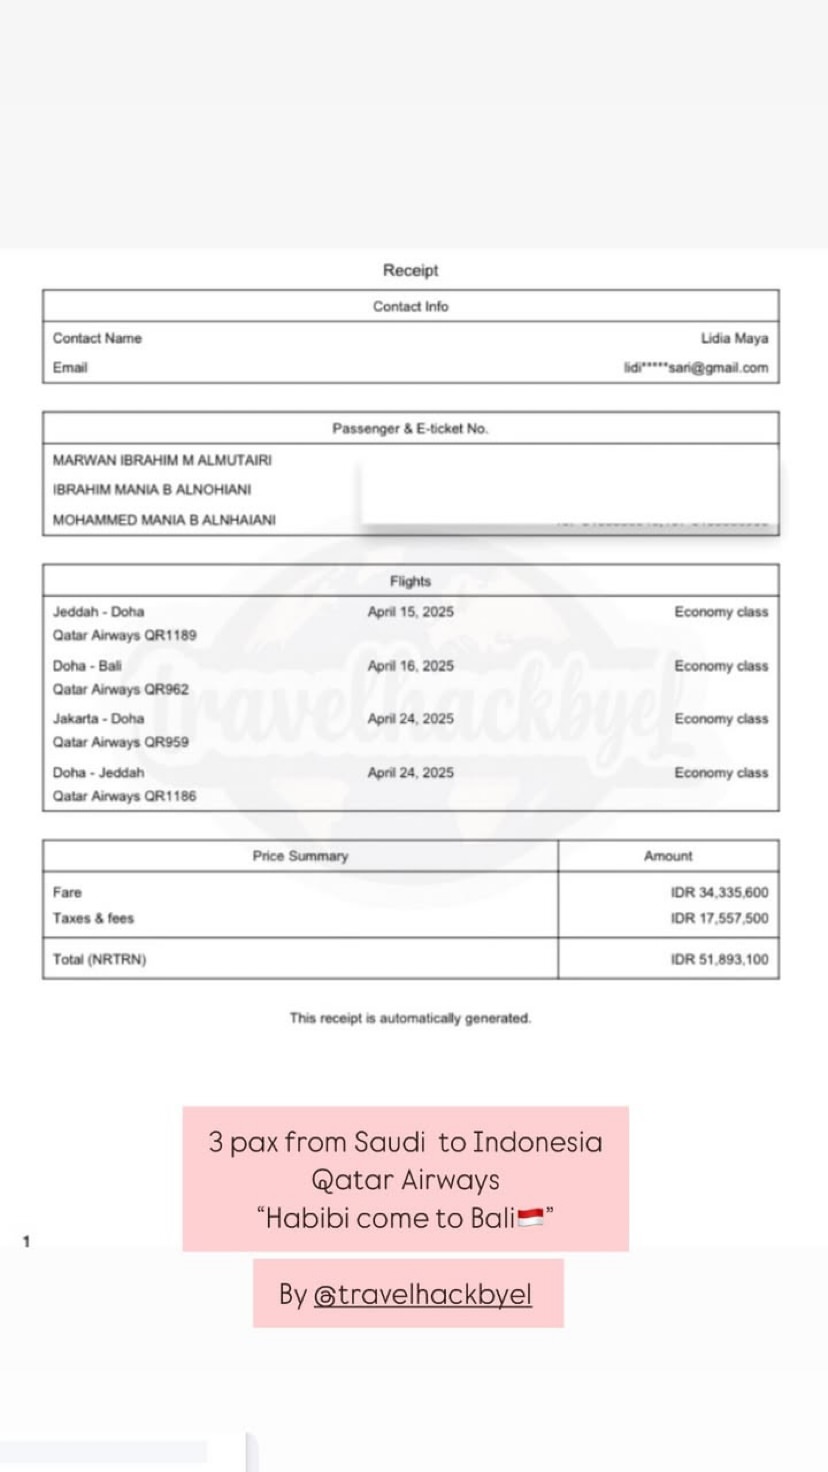 Receipt
Contact Info
Contact Name Lidia Maya
Email lidi*****sari@gmail.com
Passenger & E-ticket No.
MARWAN IBRAHIM M ALMUTAIRI
IBRAHIM MANIA B ALNOHIANI
MOHAMMED MANIA B ALNHAIANI
Flights
Jeddah - Doha April 15, 2025 Economy class
Qatar Airways QR1189
Doha - Bali April 16, 2025 Economy class
Qatar Airways QR962
Jakarta - Doha April 24, 2025 Economy class
Qatar Airways QR959
Doha - Jeddah April 24, 2025 Economy class
Qatar Airways QR1186
travelhackbyel
Price Summary Amount
Fare IDR 34,335,600
Taxes & fees IDR 17,557,500
Total (NRTRN) IDR 51,893,100
This receipt is automatically generated.
3 pax from Saudi to Indonesia
Qatar Airways
“Habibi come to Bali🇮🇩”
1
By @travelhackbyel